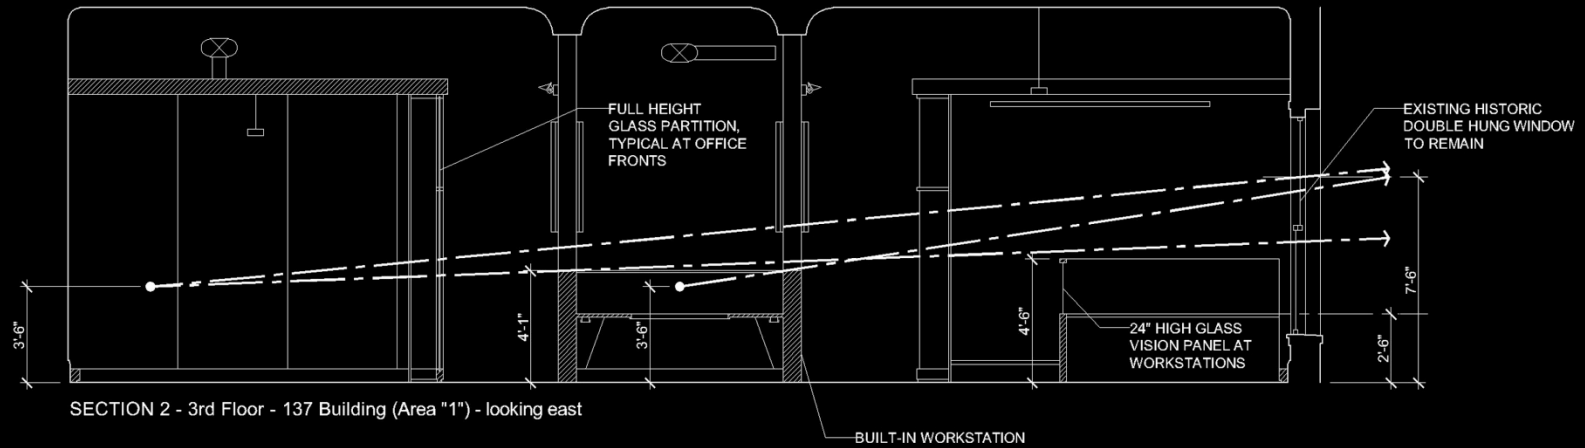 FULL HEIGHT
GLASS PARTITION,
TYPICAL AT OFFICE
FRONTS
EXISTING HISTORIC
DOUBLE HUNG WINDOW
TO REMAIN
3'-6"
4'-1"
3'-6"
4'-6"
24" HIGH GLASS
VISION PANEL AT
WORKSTATIONS
7'-6"
2'-6"
SECTION 2 - 3rd Floor - 137 Building (Area "1") - looking east
BUILT-IN WORKSTATION